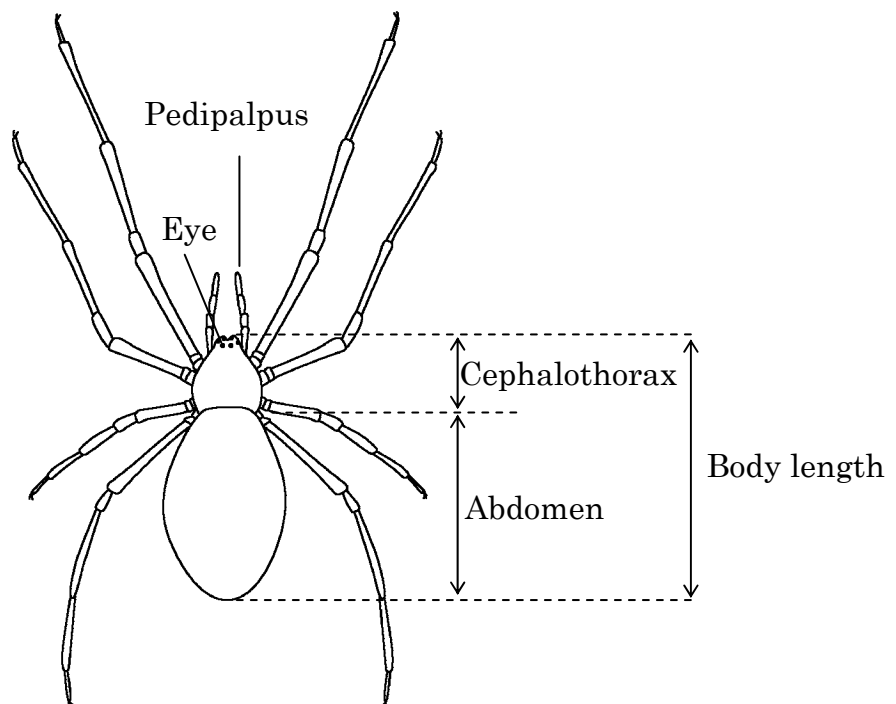 Pedipalpus
Eye
Cephalothorax
Body length
Abdomen